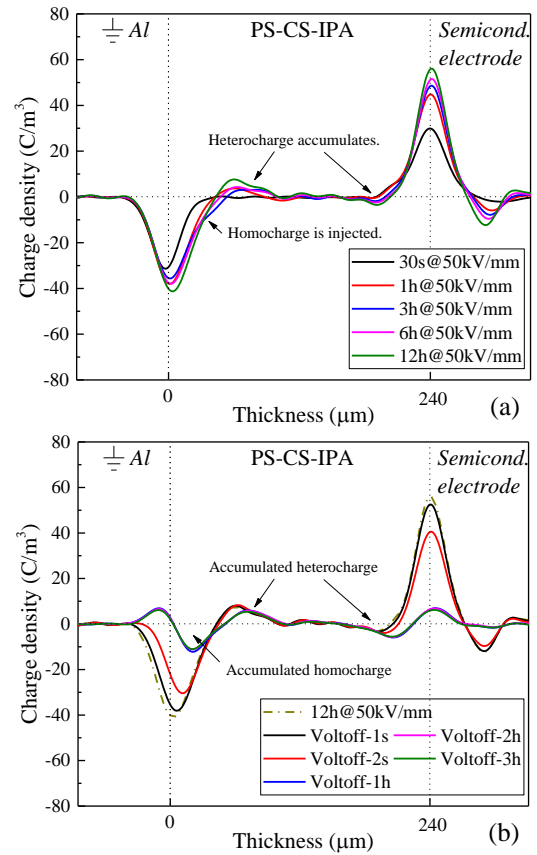 Al
PS-CS-IPA
Semicond.
electrode
80
60
40
20
0
-20
-40
-60
-80
Charge density (C/m³)
Heterocharge accumulates.
Homocharge is injected.
30s@50kV/mm
1h@50kV/mm
3h@50kV/mm
6h@50kV/mm
12h@50kV/mm
0
240
Thickness (μm)
(a)
Al
PS-CS-IPA
Semicond.
electrode
80
60
40
20
0
-20
-40
-60
-80
Charge density (C/m³)
Accumulated heterocharge
Accumulated homocharge
12h@50kV/mm
Voltoff-1s
Voltoff-2h
Voltoff-2s
Voltoff-3h
Voltoff-1h
0
240
Thickness (μm)
(b)